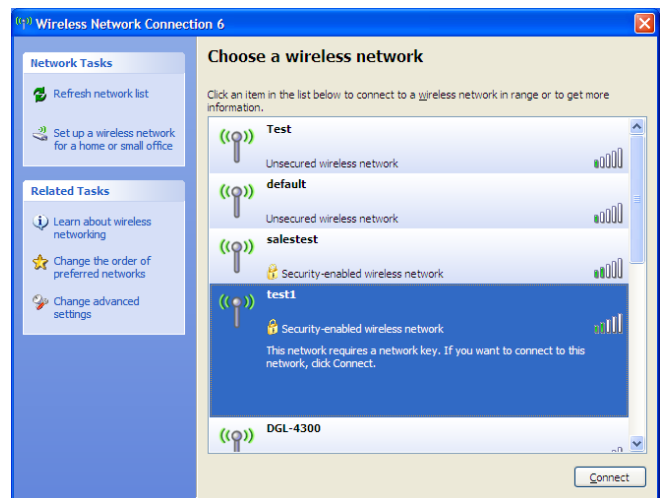 Wireless Network Connection 6
Network Tasks
Refresh network list
Set up a wireless network
for a home or small office
Related Tasks
Learn about wireless
networking
Change the order of
preferred networks
Change advanced
settings
Choose a wireless network
Click an item in the list below to connect to a wireless network in range or to get more
information.
Test
Unsecured wireless network
default
Unsecured wireless network
salestest
Security-enabled wireless network
test1
Security-enabled wireless network
This network requires a network key. If you want to connect to this
network, click Connect.
DGL-4300
Connect